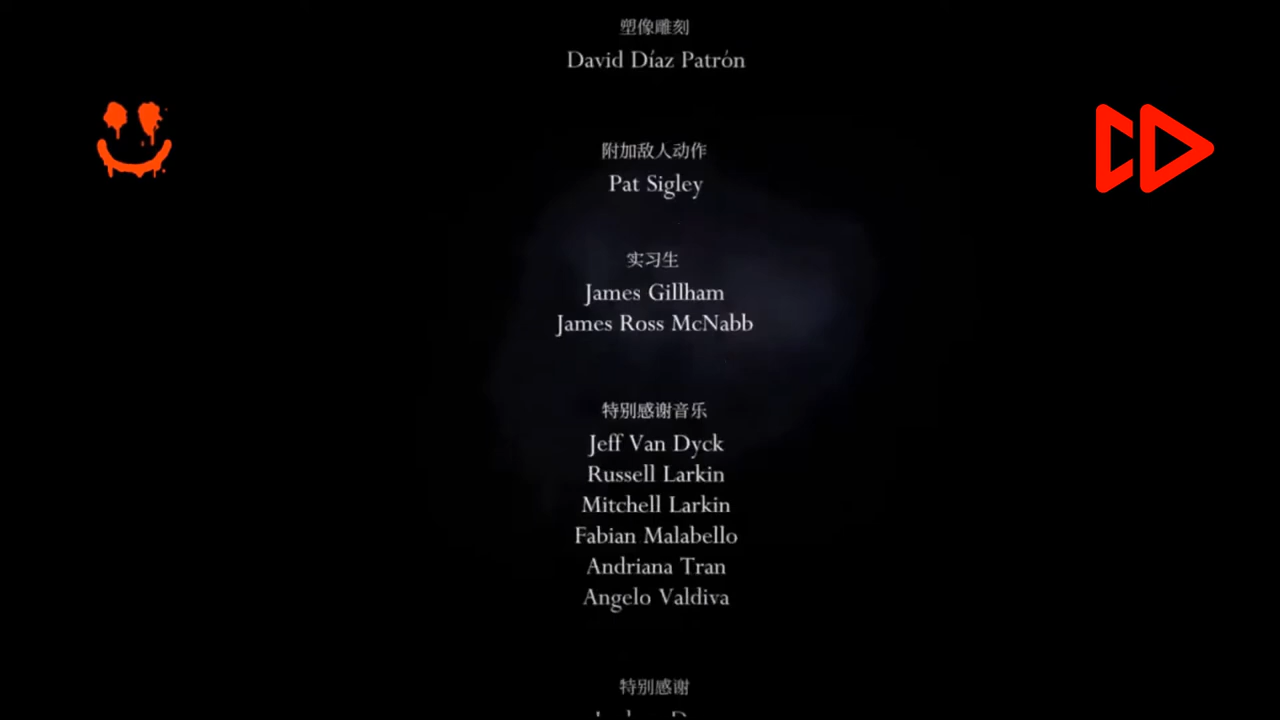 塑像雕刻
David Díaz Patrón
附加敌人动作
Pat Sigley
实习生
James Gillham
James Ross McNabb
特别感谢音乐
Jeff Van Dyck
Russell Larkin
Mitchell Larkin
Fabian Malabello
Andriana Tran
Angelo Valdiva
特别感谢